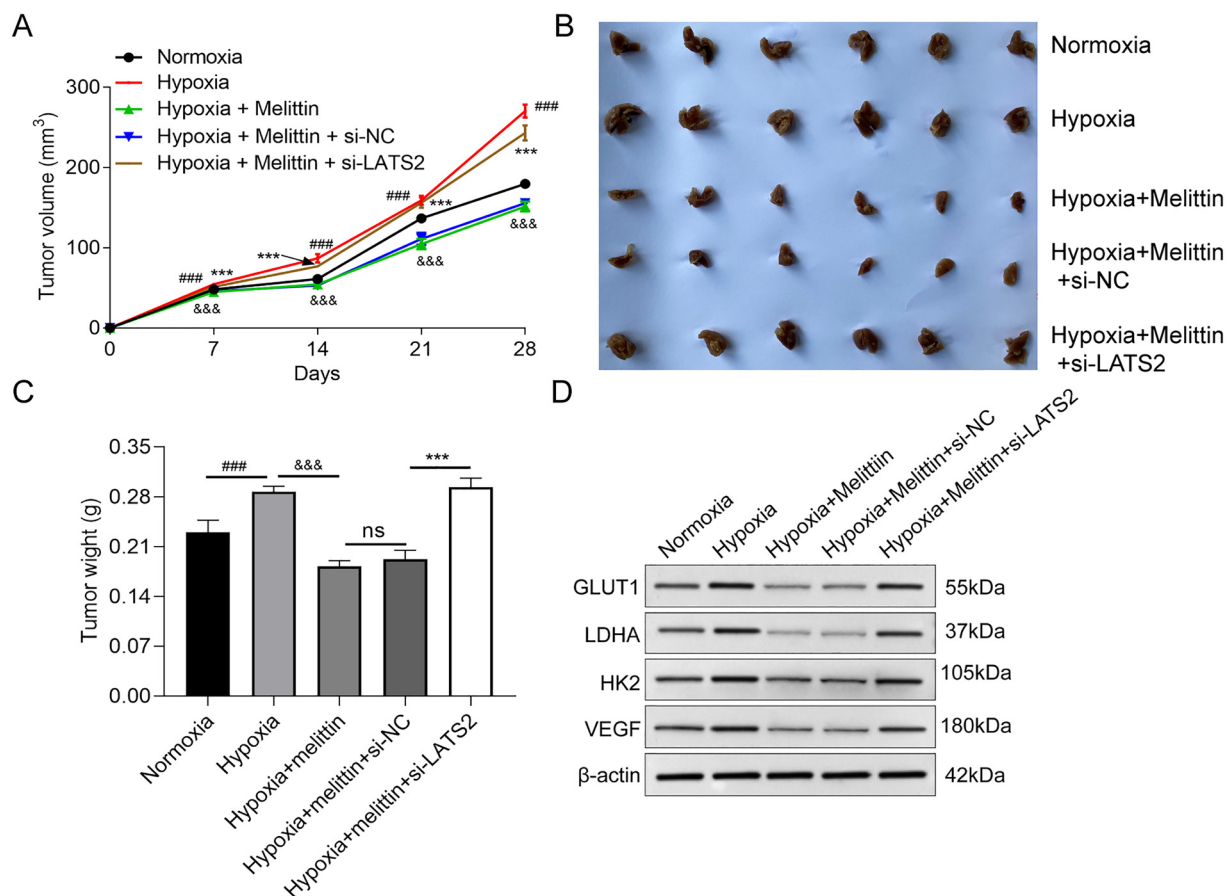 A
Normoxia
Hypoxia
Hypoxia + Melittin
Hypoxia + Melittin + si-NC
Hypoxia + Melittin + si-LATS2
Tumor volume (mm3)
300
200
100
0
###
***
&&&
***
###
&&&
###
***
&&&
###
***
&&&
0
7
14
21
28
Days
B
Normoxia
Hypoxia
Hypoxia+Melittin
Hypoxia+Melittin
+si-NC
Hypoxia+Melittin
+si-LATS2
C
Tumor wight (g)
0.35
0.28
0.21
0.14
0.07
0.00
###
&&&
ns
***
Normoxia
Hypoxia
Hypoxia+melittin
Hypoxia+melittin+si-NC
Hypoxia+melittin+si-LATS2
D
Normoxia
Hypoxia
Hypoxia+Melittiin
Hypoxia+Melittin+si-NC
Hypoxia+Melittin+si-LATS2
GLUT1 55kDa
LDHA 37kDa
HK2 105kDa
VEGF 180kDa
β-actin 42kDa